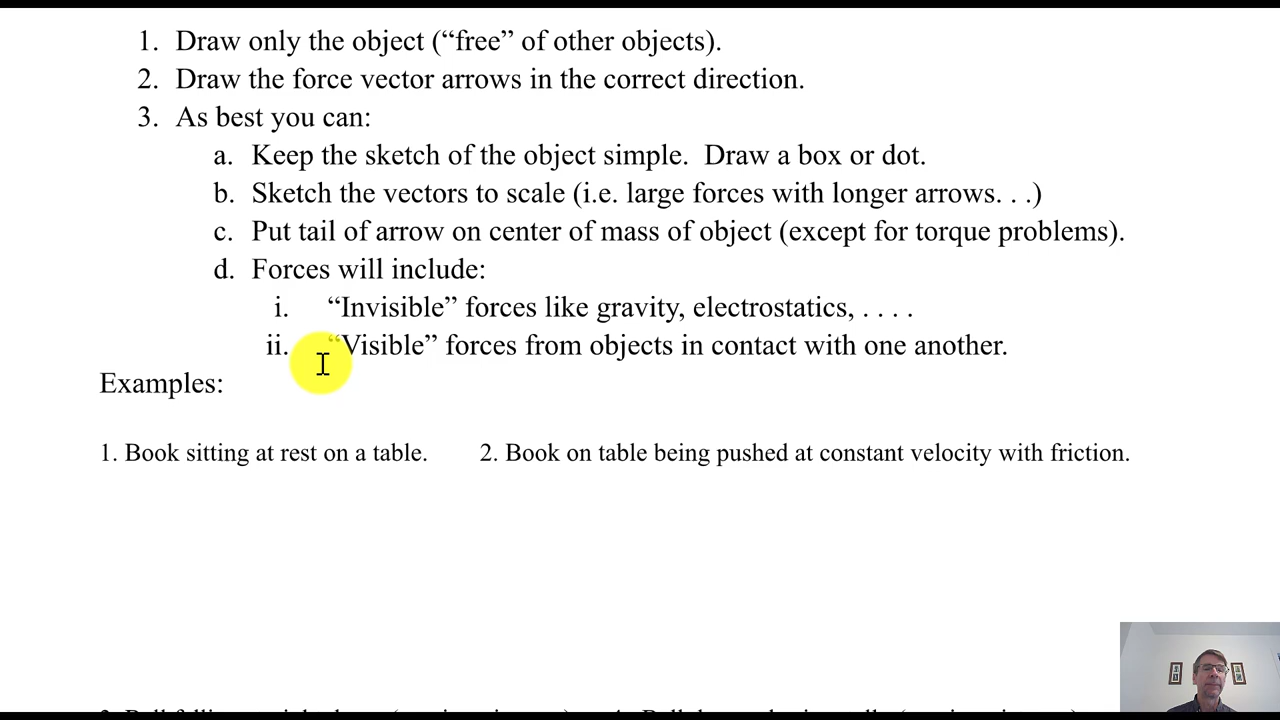 1. Draw only the object (“free” of other objects).
2. Draw the force vector arrows in the correct direction.
3. As best you can:
a. Keep the sketch of the object simple.  Draw a box or dot.
b. Sketch the vectors to scale (i.e. large forces with longer arrows. . .)
c. Put tail of arrow on center of mass of object (except for torque problems).
d. Forces will include:
i. “Invisible” forces like gravity, electrostatics, . . . .
ii. “Visible” forces from objects in contact with one another.
Examples:
1. Book sitting at rest on a table. 2. Book on table being pushed at constant velocity with friction.